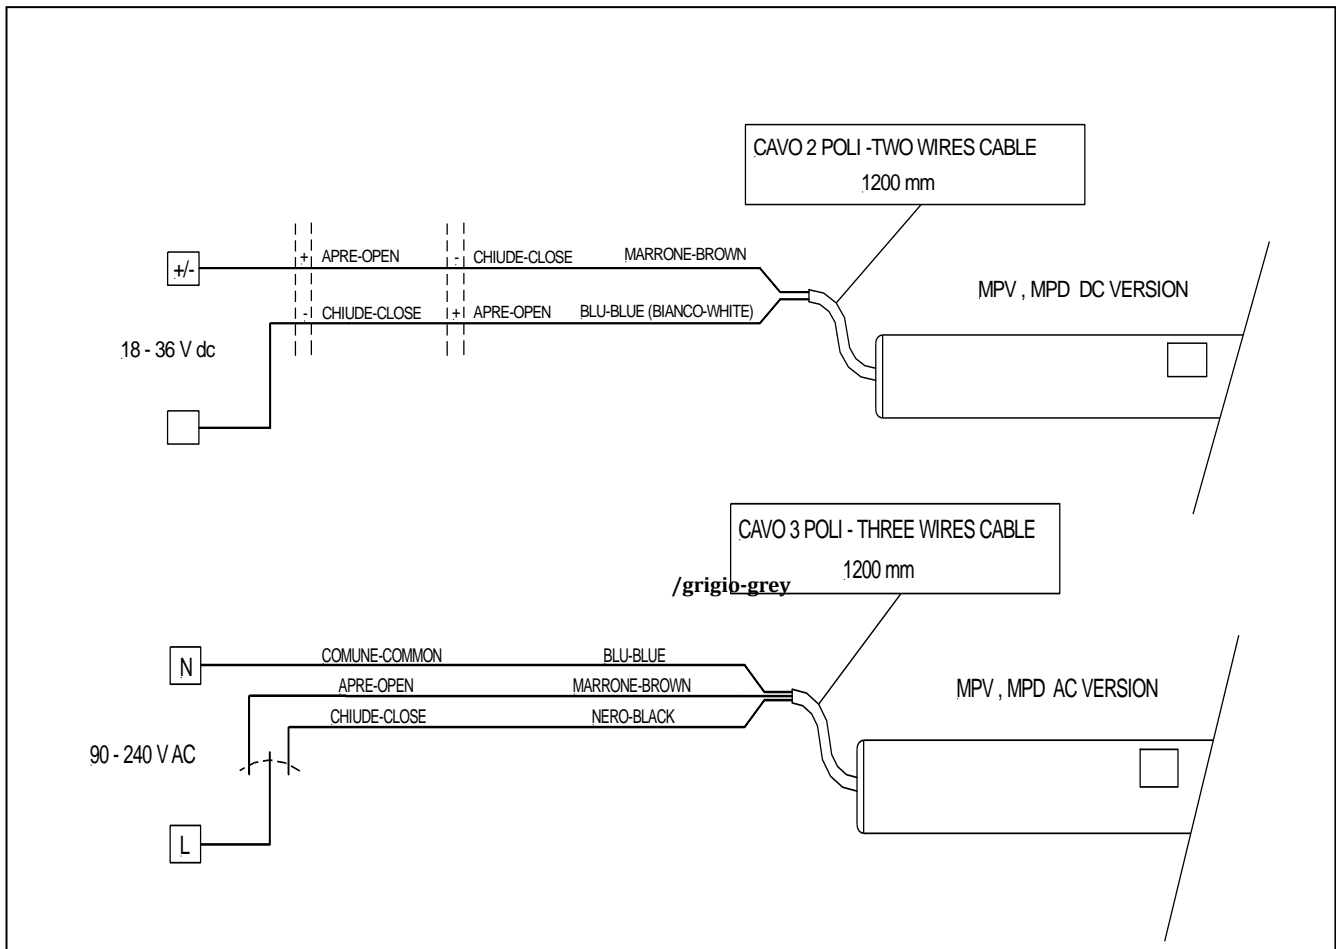 CAVO 2 POLI -TWO WIRES CABLE
1200 mm
+/-
+ APRE-OPEN - CHIUDE-CLOSE MARRONE-BROWN
MPV , MPD DC VERSION
- CHIUDE-CLOSE + APRE-OPEN BLU-BLUE (BIANCO-WHITE)
18 - 36 V dc
CAVO 3 POLI - THREE WIRES CABLE
1200 mm
/grigio-grey
N COMUNE-COMMON BLU-BLUE
APRE-OPEN MARRONE-BROWN
MPV , MPD AC VERSION
CHIUDE-CLOSE NERO-BLACK
90 - 240 V AC
L